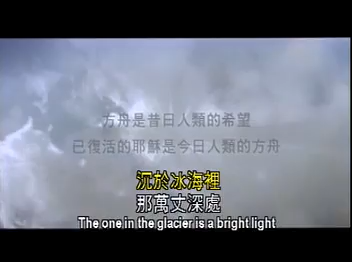 方舟是昔日人類的希望
已復活的耶穌是今日人類的方舟
沉於冰海裡
那萬丈深處
The one in the glacier is a bright light